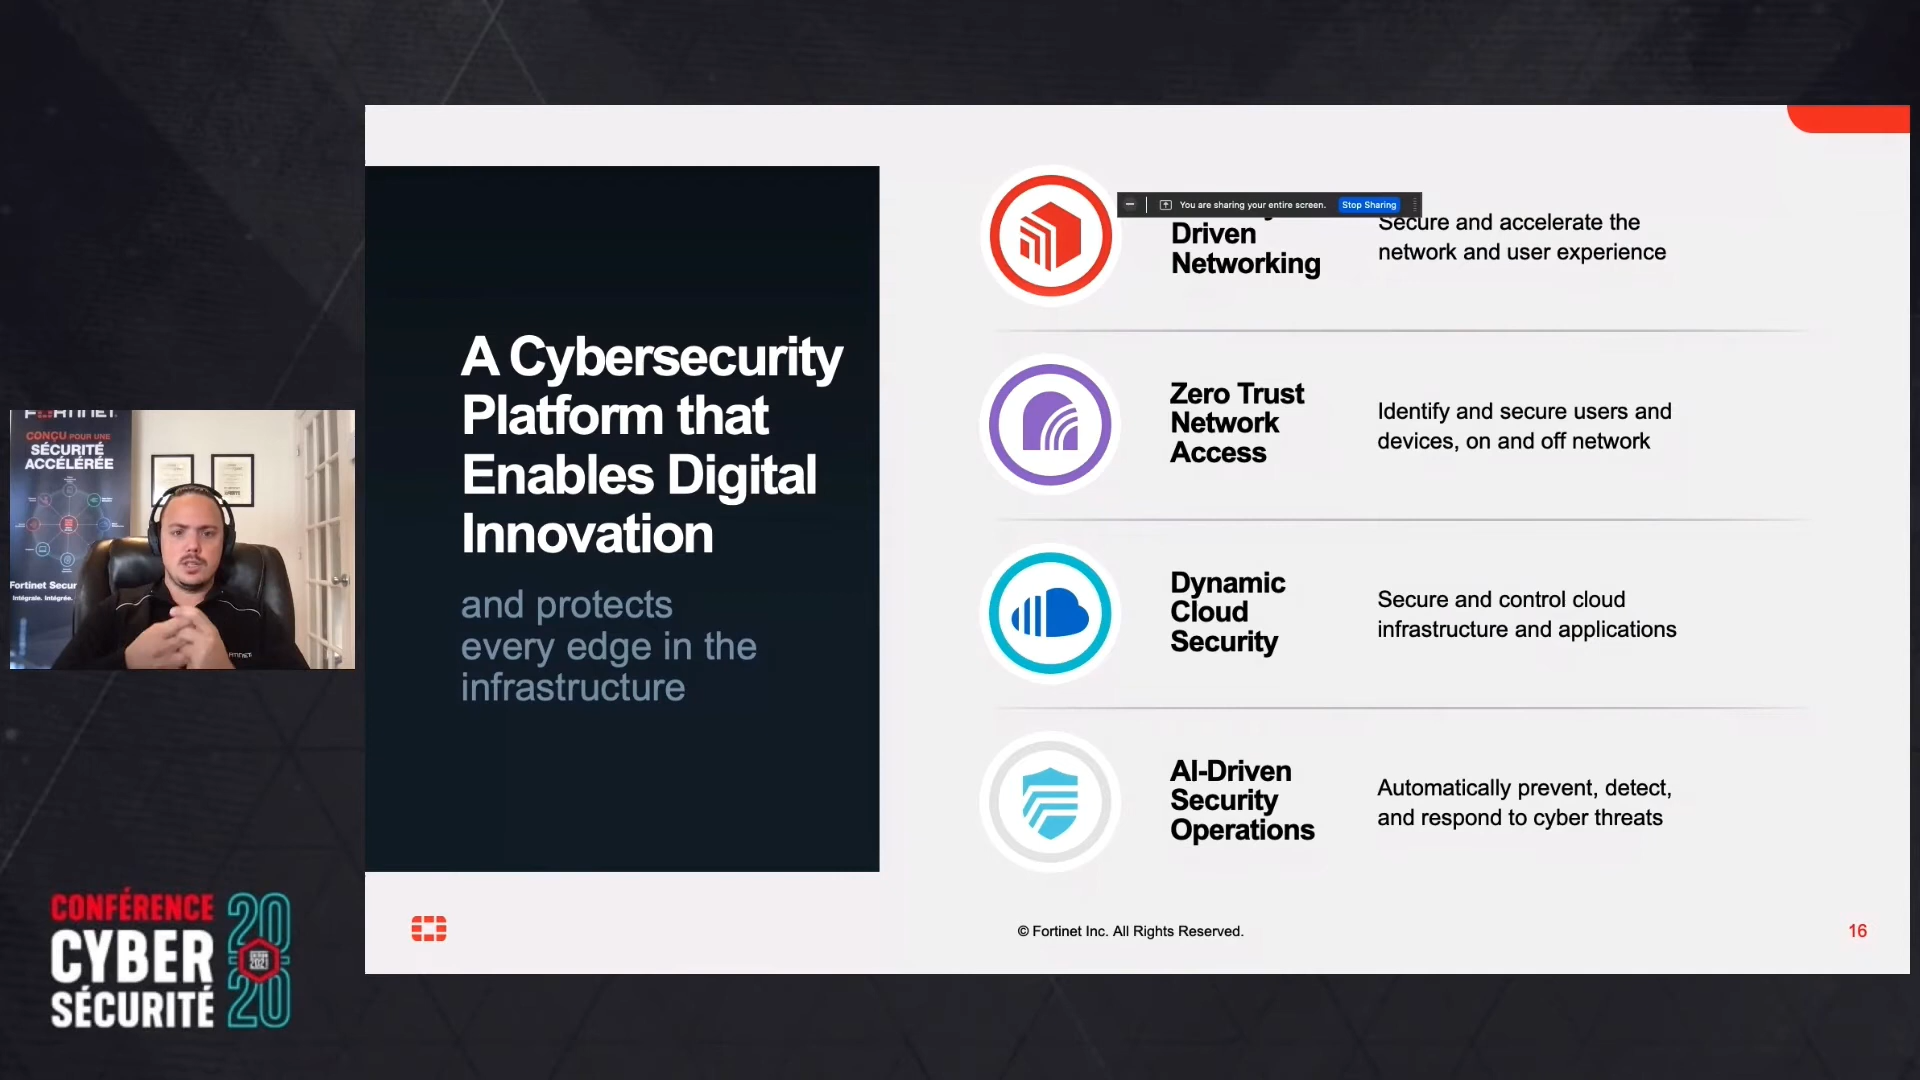 FORTINET
CONÇU POUR UNE
SÉCURITÉ
ACCÉLÉRÉE
Fortinet Secur
Intégrale. Intégrée.
CONFÉRENCE
CYBER
SÉCURITÉ
20
2021
20
A Cybersecurity
Platform that
Enables Digital
Innovation
and protects
every edge in the
infrastructure
You are sharing your entire screen. Stop Sharing
Driven
Networking
Secure and accelerate the
network and user experience
Zero Trust
Network
Access
Identify and secure users and
devices, on and off network
Dynamic
Cloud
Security
Secure and control cloud
infrastructure and applications
AI-Driven
Security
Operations
Automatically prevent, detect,
and respond to cyber threats
© Fortinet Inc. All Rights Reserved.
16